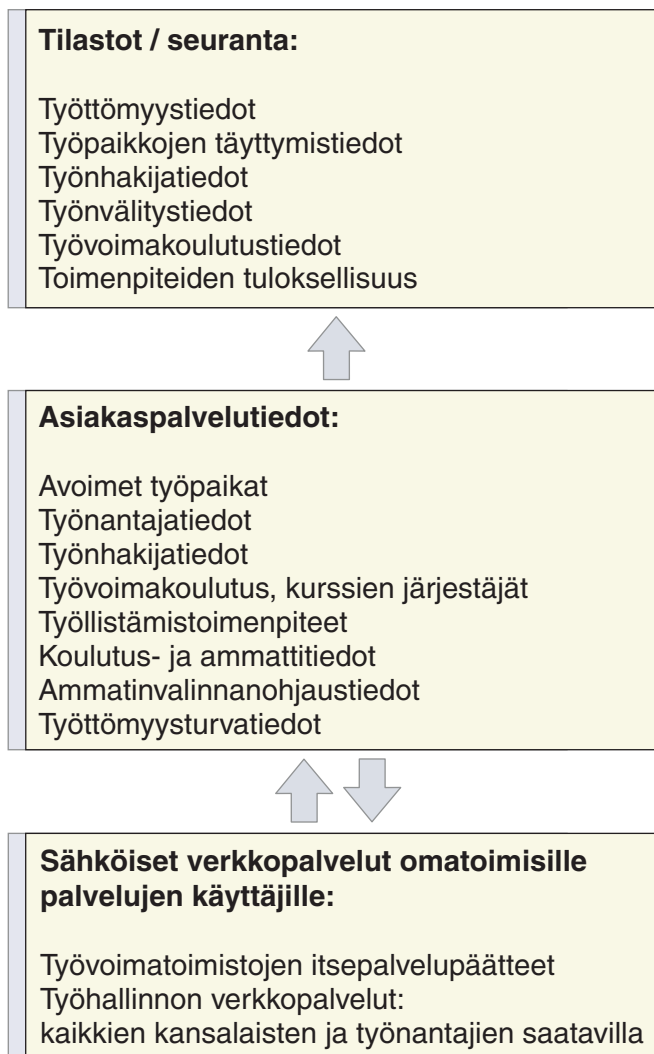 Tilastot / seuranta:
Työttömyystiedot
Työpaikkojen täyttymistiedot
Työnhakijatiedot
Työnvälitystiedot
Työvoimakoulutustiedot
Toimenpiteiden tuloksellisuus
Asiakaspalvelutiedot:
Avoimet työpaikat
Työnantajatiedot
Työnhakijatiedot
Työvoimakoulutus, kurssien järjestäjät
Työllistämistoimenpiteet
Koulutus- ja ammattitiedot
Ammatinvalinnanohjaustiedot
Työttömyysturvatiedot
Sähköiset verkkopalvelut omatoimisille
palvelujen käyttäjille:
Työvoimatoimistojen itsepalvelupäätteet
Työhallinnon verkkopalvelut:
kaikkien kansalaisten ja työnantajien saatavilla